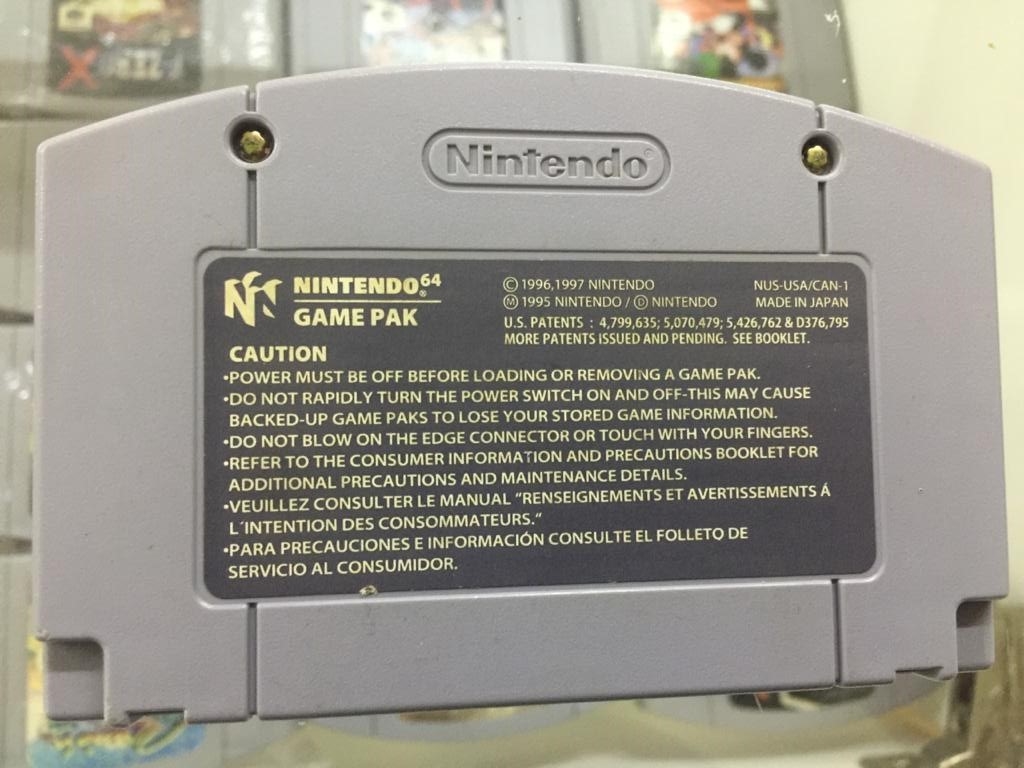 Nintendo®
NINTENDO64®
GAME PAK
Ⓒ1996,1997 NINTENDO
Ⓜ 1995 NINTENDO / Ⓓ NINTENDO
NUS-USA/CAN-1
MADE IN JAPAN
U.S. PATENTS : 4,799,635; 5,070,479; 5,426,762 & D376,795
MORE PATENTS ISSUED AND PENDING. SEE BOOKLET.
CAUTION
•POWER MUST BE OFF BEFORE LOADING OR REMOVING A GAME PAK.
•DO NOT RAPIDLY TURN THE POWER SWITCH ON AND OFF-THIS MAY CAUSE
BACKED-UP GAME PAKS TO LOSE YOUR STORED GAME INFORMATION.
•DO NOT BLOW ON THE EDGE CONNECTOR OR TOUCH WITH YOUR FINGERS.
•REFER TO THE CONSUMER INFORMATION AND PRECAUTIONS BOOKLET FOR
ADDITIONAL PRECAUTIONS AND MAINTENANCE DETAILS.
•VEUILLEZ CONSULTER LE MANUAL "RENSEIGNEMENTS ET AVERTISSEMENTS Á
L'INTENTION DES CONSOMMATEURS."
•PARA PRECAUCIONES E INFORMACIÓN CONSULTE EL FOLLETO DE
SERVICIO AL CONSUMIDOR.